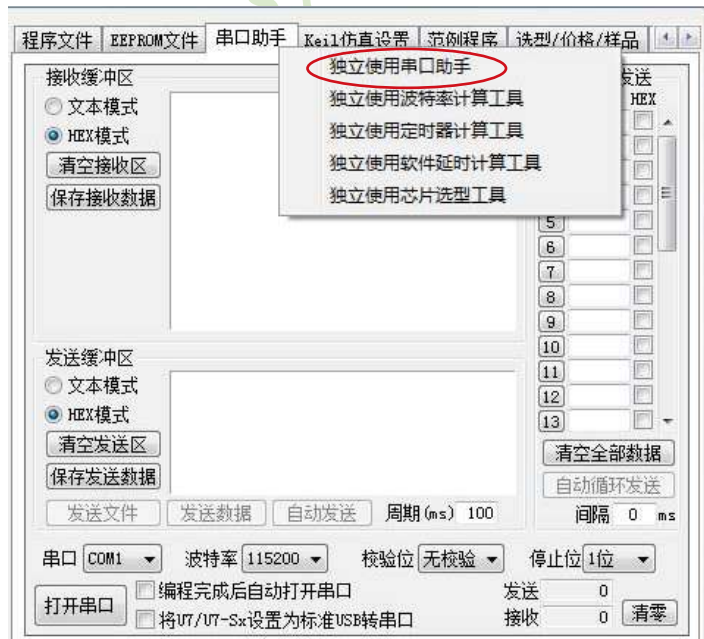 程序文件 EEPROM文件 串口助手 Keil仿真设置 范例程序 选型/价格/样品
独立使用串口助手
独立使用波特率计算工具
独立使用定时器计算工具
独立使用软件延时计算工具
独立使用芯片选型工具
接收缓冲区
文本模式
HEX模式
清空接收区
保存接收数据
发送
HEX
5
6
7
8
9
10
11
12
13
发送缓冲区
文本模式
HEX模式
清空发送区
保存发送数据
清空全部数据
自动循环发送
发送文件 发送数据 自动发送 周期(ms) 100
间隔 0 ms
串口 COM1 波特率 115200 校验位 无校验 停止位 1位
打开串口
编程完成后自动打开串口
将U7/U7-Sx设置为标准USB转串口
发送 0
接收 0
清零